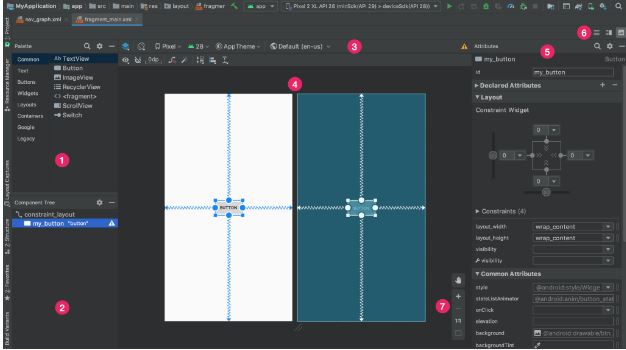 MyApplication app src main res layout fragmer app Pixel 2 XL API 28 (minSdk(API 29) > deviceSdk(API 28))
nav_graph.xml fragment_main.xml
1: Project
Resource Manager
Layout Captures
Z: Structure
2: Favorites
Build Variants
Palette
Common
Text
Buttons
Widgets
Layouts
Containers
Google
Legacy
Ab TextView
Button
ImageView
RecyclerView
<> <fragment>
ScrollView
Switch
1
Component Tree
constraint_layout
my_button "button"
2
Pixel 28 AppTheme Default (en-us)
0dp
3
4
BUTTON
7
1:1
6
Attributes
5
my_button Button
id my_button
Declared Attributes
Layout
Constraint Widget
0
0 0
0
Constraints (4)
layout_width wrap_content
layout_height wrap_content
visibility
visibility
Common Attributes
style @android:style/Widge
stateListAnimator @android:anim/button_stat
onClick
elevation
background @android:drawable/btn_
backgroundTint